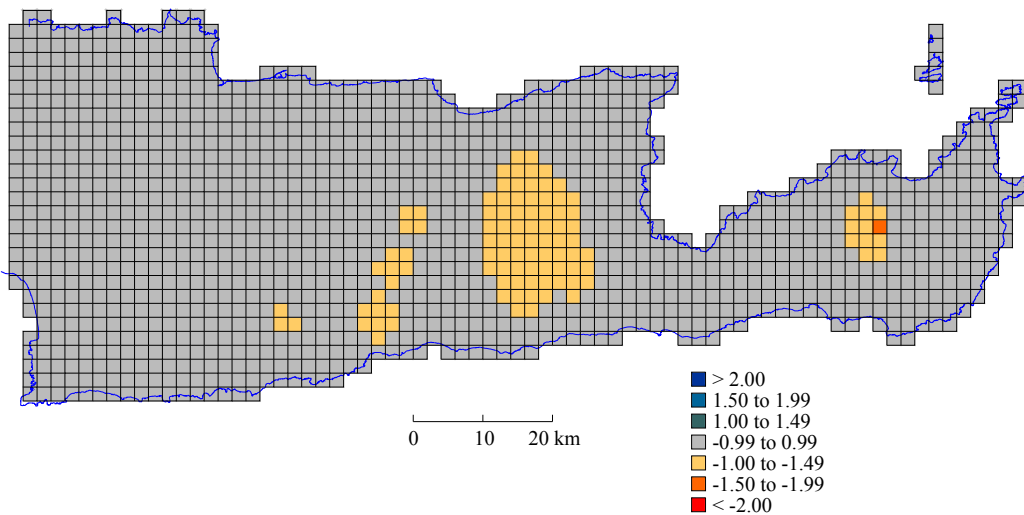 0 10 20 km
> 2.00
1.50 to 1.99
1.00 to 1.49
-0.99 to 0.99
-1.00 to -1.49
-1.50 to -1.99
< -2.00